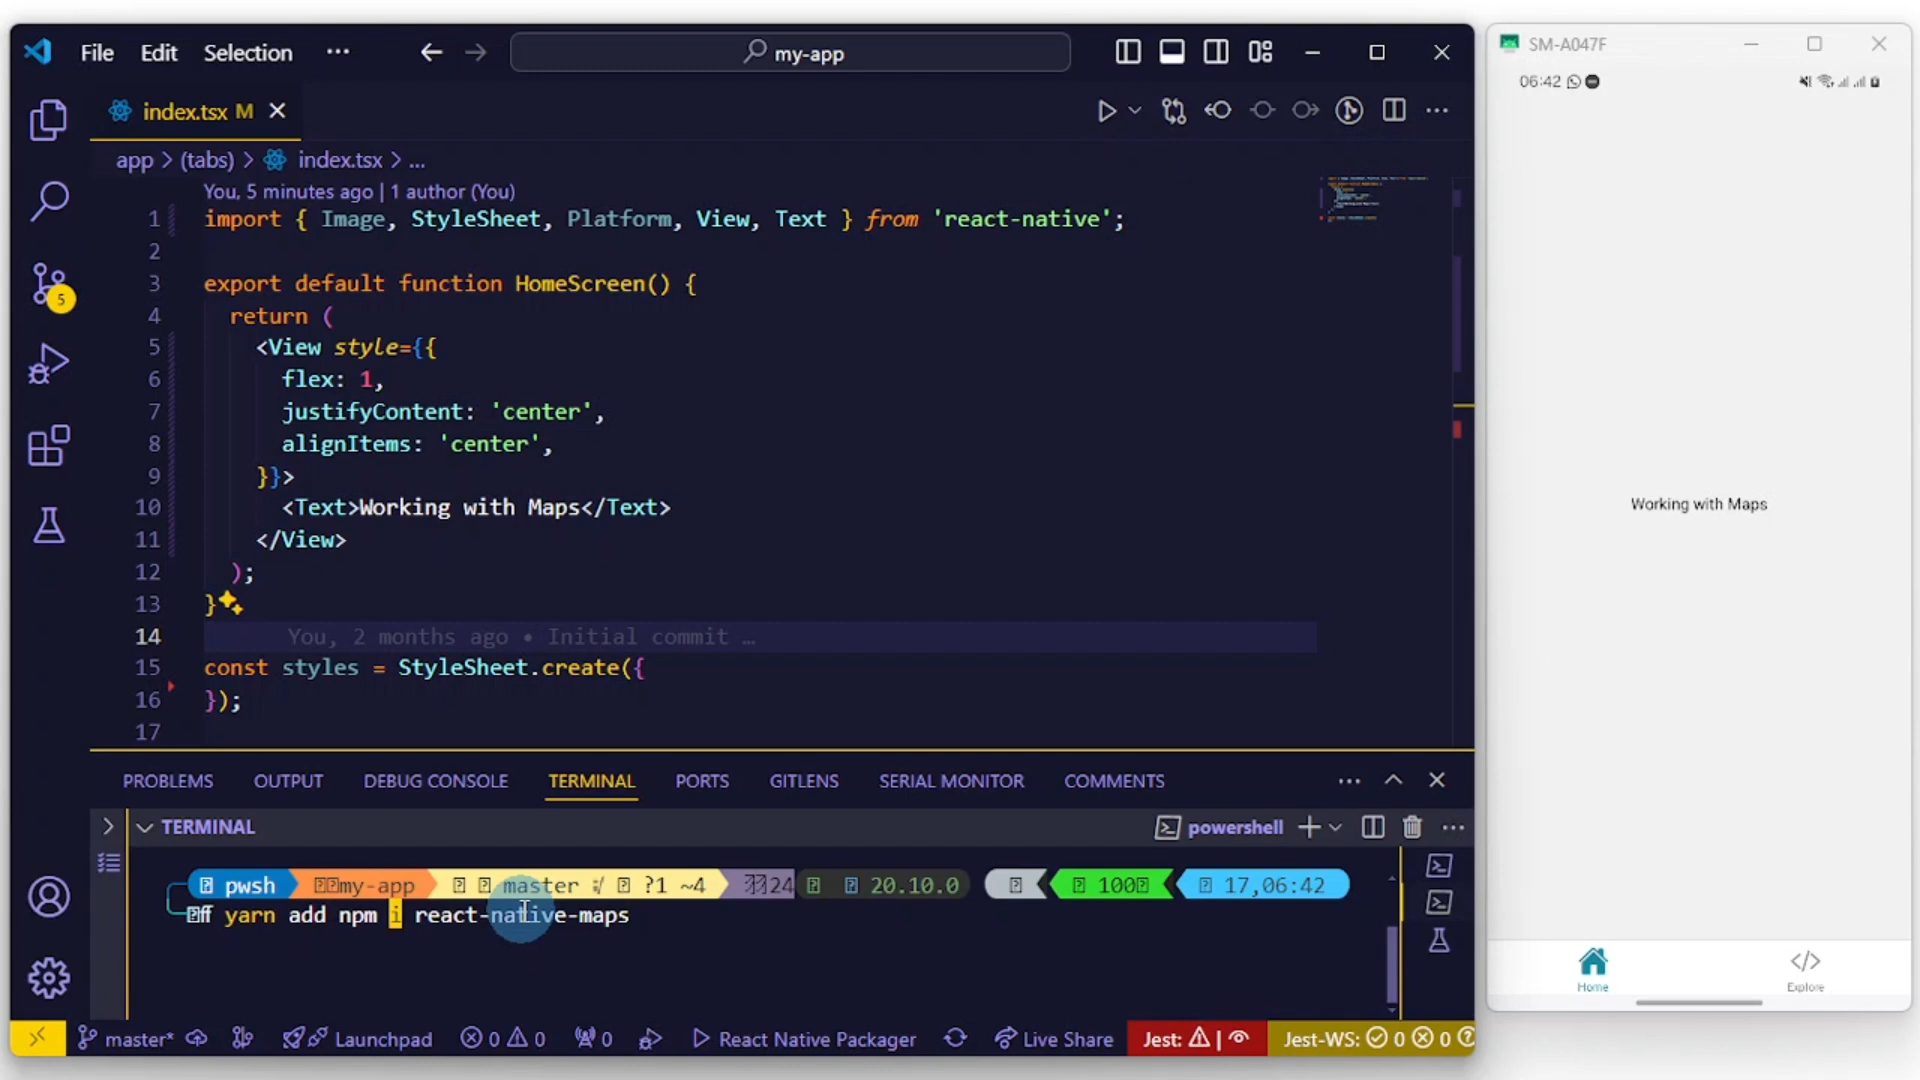 File Edit Selection ··· my-app
index.tsx M
app > (tabs) > index.tsx > ...
You, 5 minutes ago | 1 author (You)
1 import { Image, StyleSheet, Platform, View, Text } from 'react-native';
2
3 export default function HomeScreen() {
4 return (
5 <View style={{
6 flex: 1,
7 justifyContent: 'center',
8 alignItems: 'center',
9 }}>
10 <Text>Working with Maps</Text>
11 </View>
12 );
13 }
14 You, 2 months ago • Initial commit …
15 const styles = StyleSheet.create({
16 });
17
PROBLEMS OUTPUT DEBUG CONSOLE TERMINAL PORTS GITLENS SERIAL MONITOR COMMENTS
TERMINAL powershell
pwsh my-app master ?1 ~4 24 20.10.0 100 17,06:42
yarn add npm i react-native-maps
5
master* Launchpad 0 0 0 React Native Packager Live Share Jest: | Jest-WS: 0 0
SM-A047F
06:42
Working with Maps
Home Explore